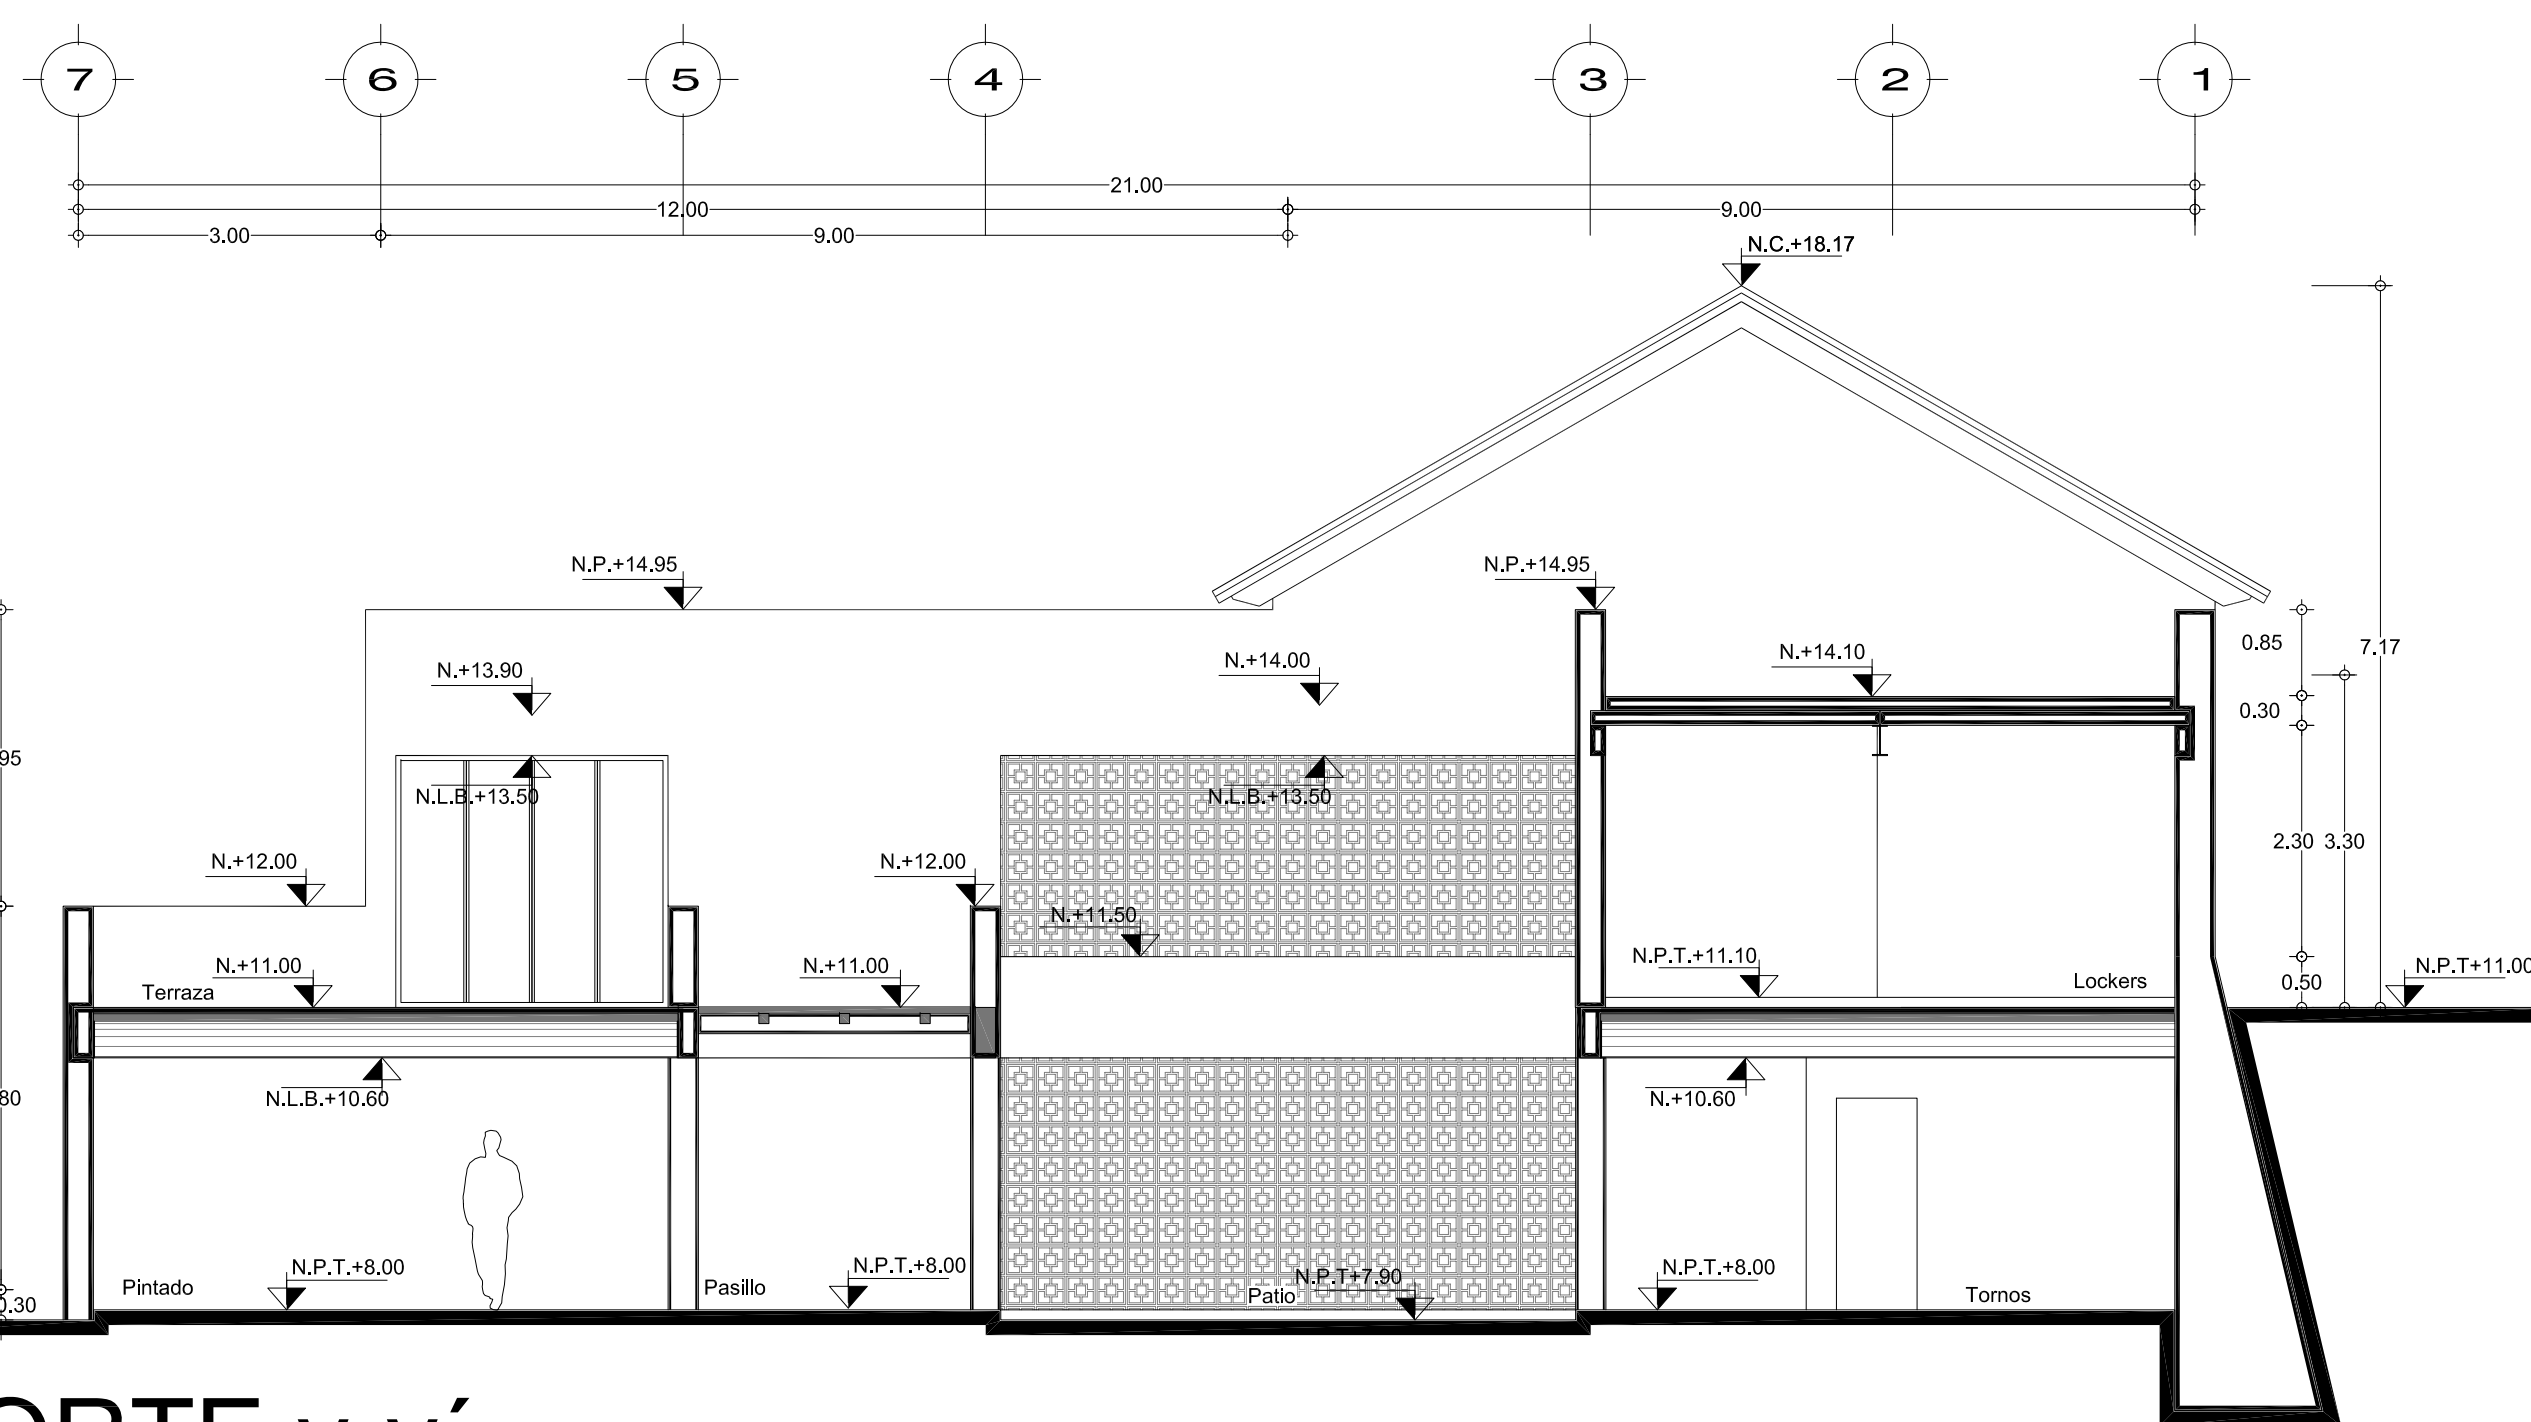 7 6 5 4 3 2 1
21.00
12.00 9.00
3.00 9.00
N.C.+18.17
N.P.+14.95 N.P.+14.95
0.85 7.17
N.+13.90 N.+14.00 N.+14.10
0.30
95
N.L.B.+13.50 N.L.B.+13.50
2.30 3.30
N.+12.00 N.+12.00
N.+11.50
N.+11.00 N.+11.00 N.P.T.+11.10 N.P.T+11.00
Terraza Lockers 0.50
80 N.L.B.+10.60 N.+10.60
N.P.T.+8.00 N.P.T.+8.00 N.P.T+7.90 N.P.T.+8.00
Pintado Pasillo Patio Tornos
0.30
ORTE y-y´